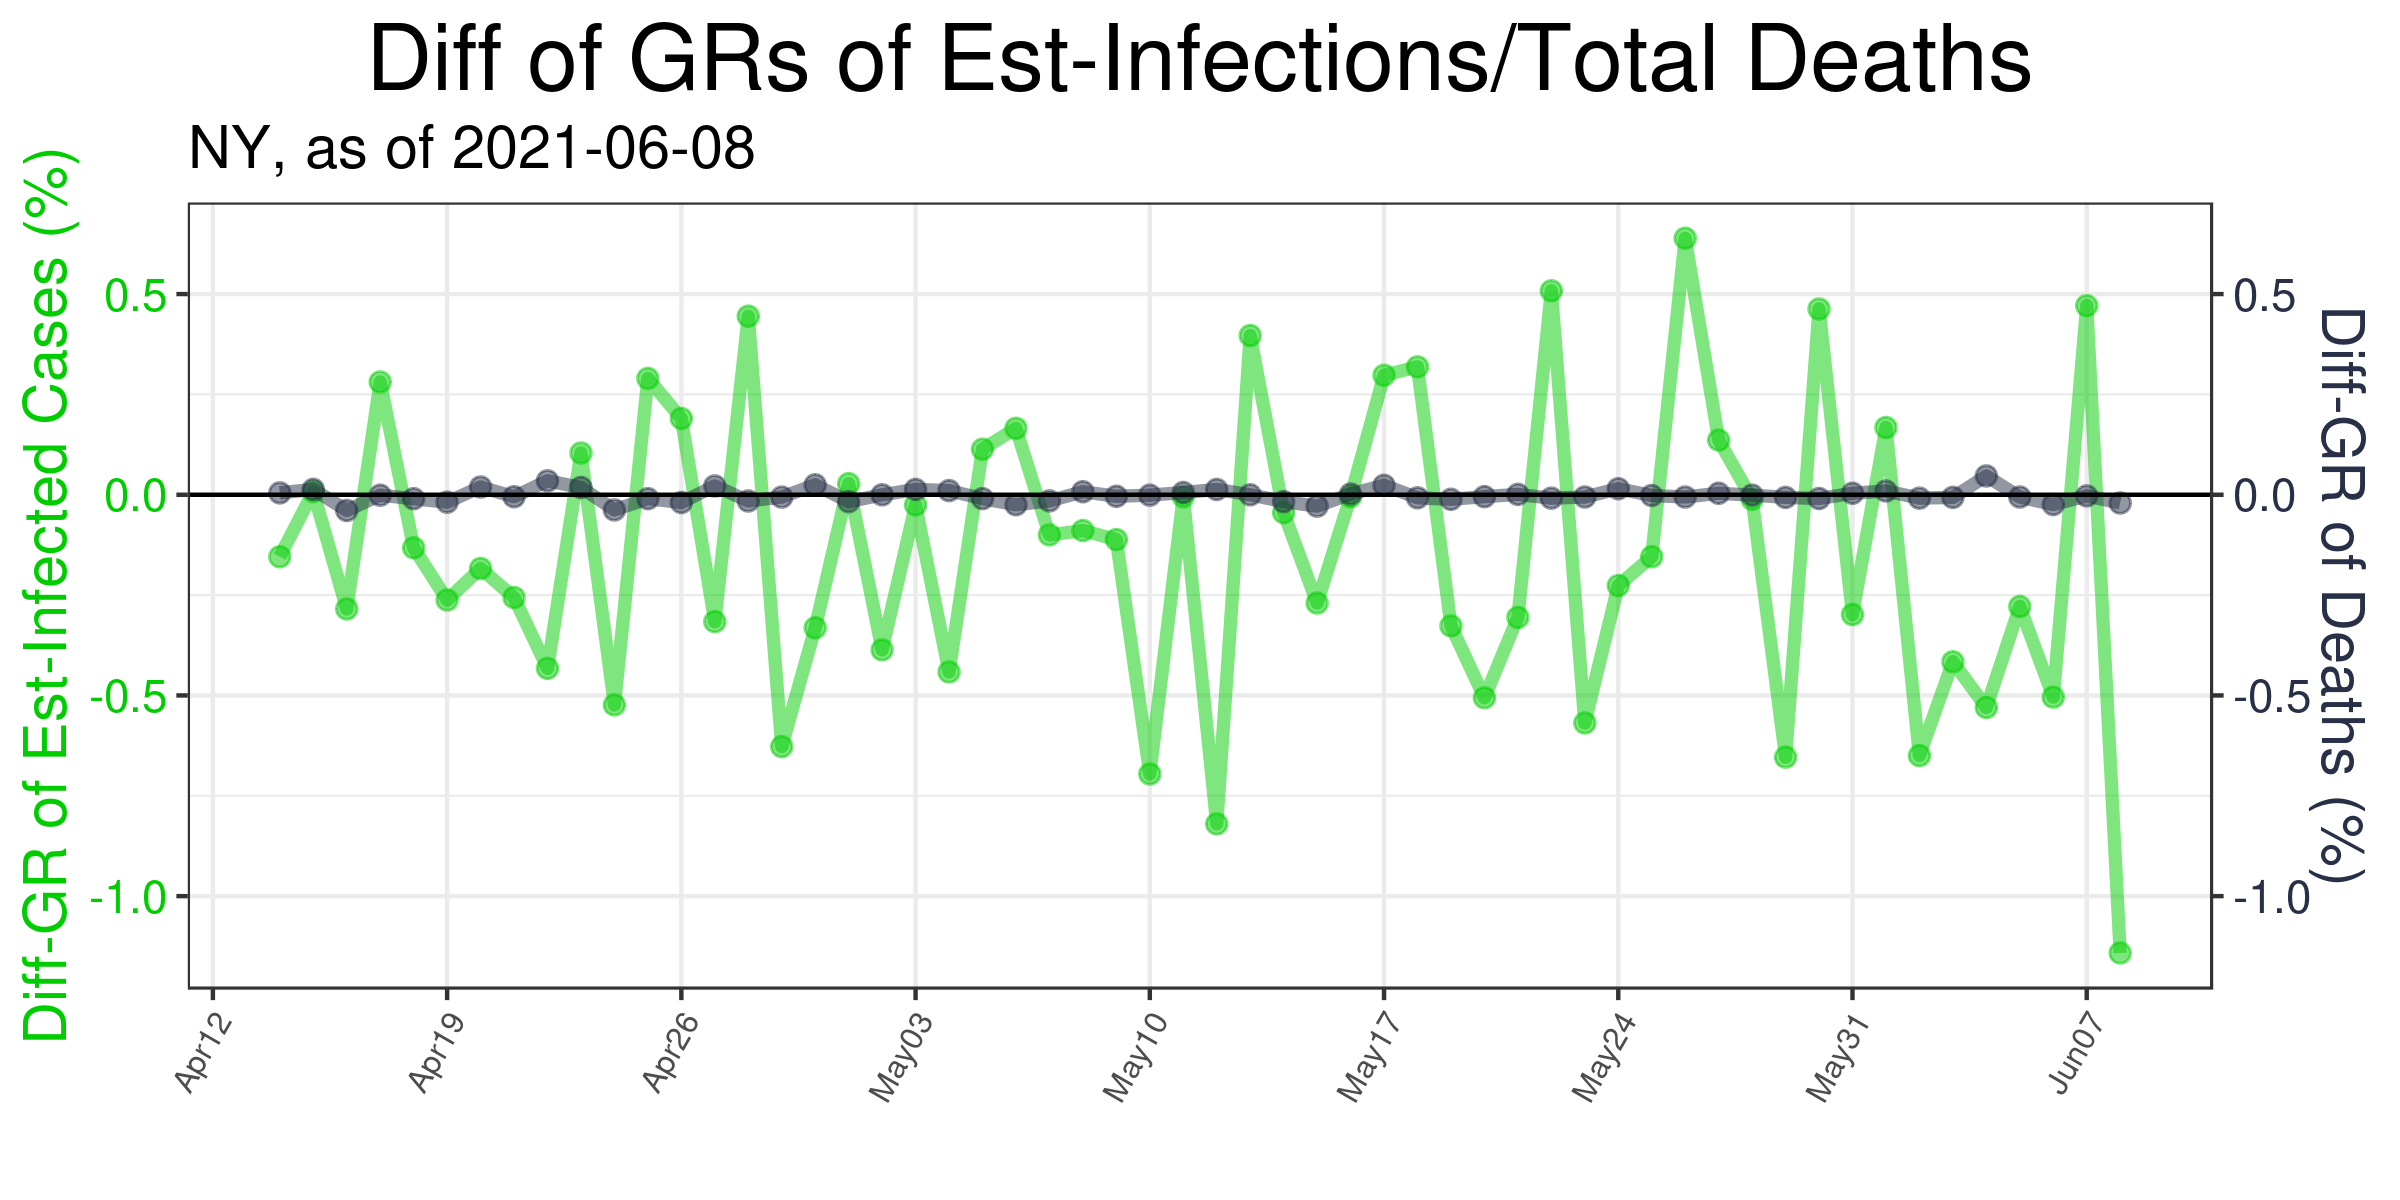 Diff of GRs of Est-Infections/Total Deaths
NY, as of 2021-06-08
Diff-GR of Est-Infected Cases (%)
0.5
0.0
-0.5
-1.0
0.5
0.0
-0.5
-1.0
Diff-GR of Deaths (%)
Apr12 Apr19 Apr26 May03 May10 May17 May24 May31 Jun07